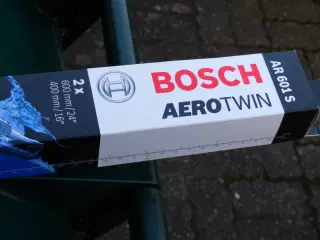 2 x
600 mm / 24"
400 mm / 16"
BOSCH
AEROTWIN
AR 601 S